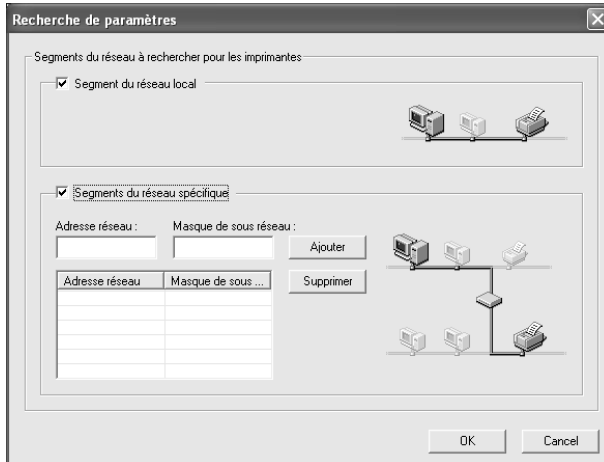 Recherche de paramètres
Segments du réseau à rechercher pour les imprimantes
Segment du réseau local
Segments du réseau spécifique
Adresse réseau :
Masque de sous réseau :
Ajouter
Adresse réseau
Masque de sous ...
Supprimer
OK
Cancel